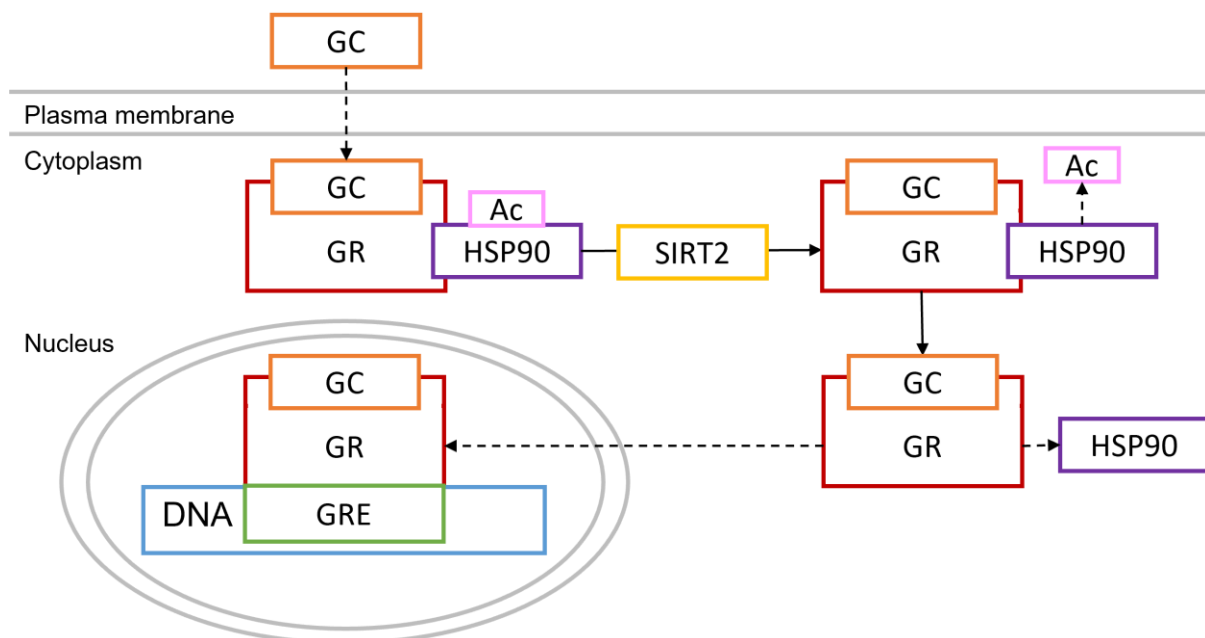 GC
Plasma membrane
Cytoplasm
GC
GR
Ac
HSP90
SIRT2
GC
GR
Ac
HSP90
Nucleus
GC
GR
DNA
GRE
GC
GR
HSP90